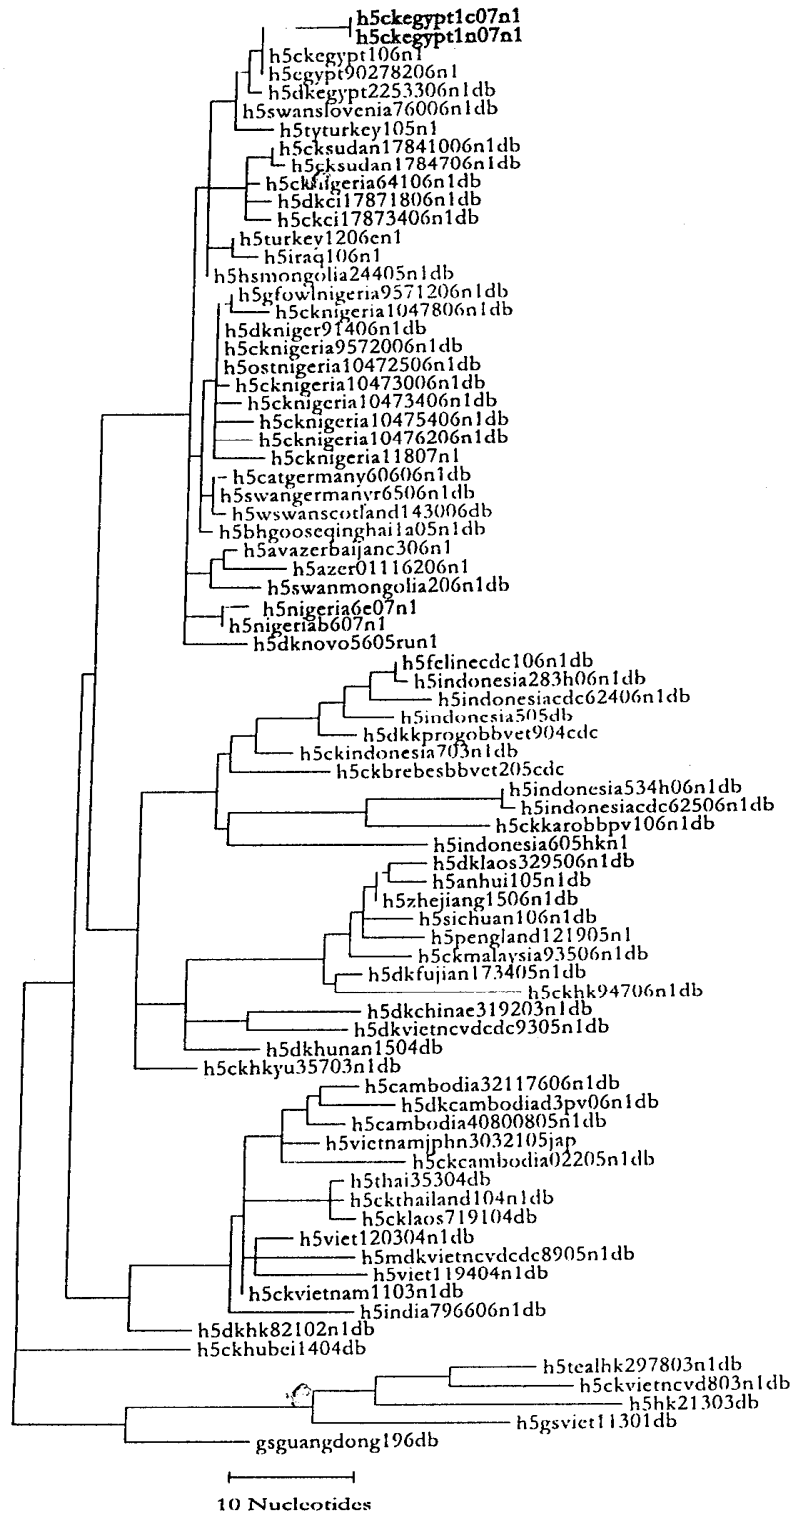 h5ckegypt1c07n1
h5ckegypt1n07n1
h5ckegypt106n1
h5egypt90278206n1
h5dkegypt2253306n1db
h5swanslovenia76006n1db
h5tyturkey105n1
h5cksudan17841006n1db
h5cksudan1784706n1db
h5cknigeria64106n1db
h5dkci17871806n1db
h5ckci17873406n1db
h5turkey1206en1
h5iraq106n1
h5hsmongolia24405n1db
h5gfowlnigeria9571206n1db
h5cknigeria1047806n1db
h5dkniger91406n1db
h5cknigeria9572006n1db
h5ostnigeria10472506n1db
h5cknigeria10473006n1db
h5cknigeria10473406n1db
h5cknigeria10475406n1db
h5cknigeria10476206n1db
h5cknigeria11807n1
h5catgermany60606n1db
h5swangermanyr6506n1db
h5wswanscotland143006db
h5bhgooseqinghai1a05n1db
h5avazerbaijanc306n1
h5azer01116206n1
h5swanmongolia206n1db
h5nigeria6e07n1
h5nigeriab607n1
h5dknovo5605run1
h5felinecdc106n1db
h5indonesia283h06n1db
h5indonesiacdc62406n1db
h5indonesia505db
h5dkkprogobbvet904cdc
h5ckindonesia703n1db
h5ckbrebesbbvet205cdc
h5indonesia534h06n1db
h5indonesiacdc62506n1db
h5ckkarobbpv106n1db
h5indonesia605hkn1
h5dklaos329506n1db
h5anhui105n1db
h5zhejiang1506n1db
h5sichuan106n1db
h5pengland121905n1
h5ckmalaysia93506n1db
h5dkfujian173405n1db
h5ckhk94706n1db
h5dkchinae319203n1db
h5dkvietncvdcdc9305n1db
h5dkhunan1504db
h5ckhkyu35703n1db
h5cambodia32117606n1db
h5dkcambodiad3pv06n1db
h5cambodia40800805n1db
h5vietnamjphn3032105jap
h5ckcambodia02205n1db
h5thai35304db
h5ckthailand104n1db
h5cklaos719104db
h5viet120304n1db
h5mdkvietncvdcdc8905n1db
h5viet119404n1db
h5ckvietnam1103n1db
h5india796606n1db
h5dkhk82102n1db
h5ckhubei1404db
h5tealhk297803n1db
h5ckvietncvd803n1db
h5hk21303db
h5gsviet11301db
gsguangdong196db
10 Nucleotides